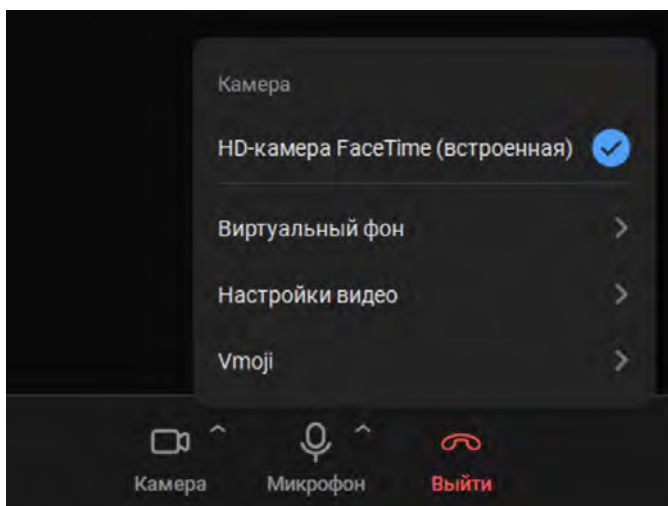 Камера
HD-камера FaceTime (встроенная)
Виртуальный фон
Настройки видео
Vmoji
Камера
Микрофон
Выйти